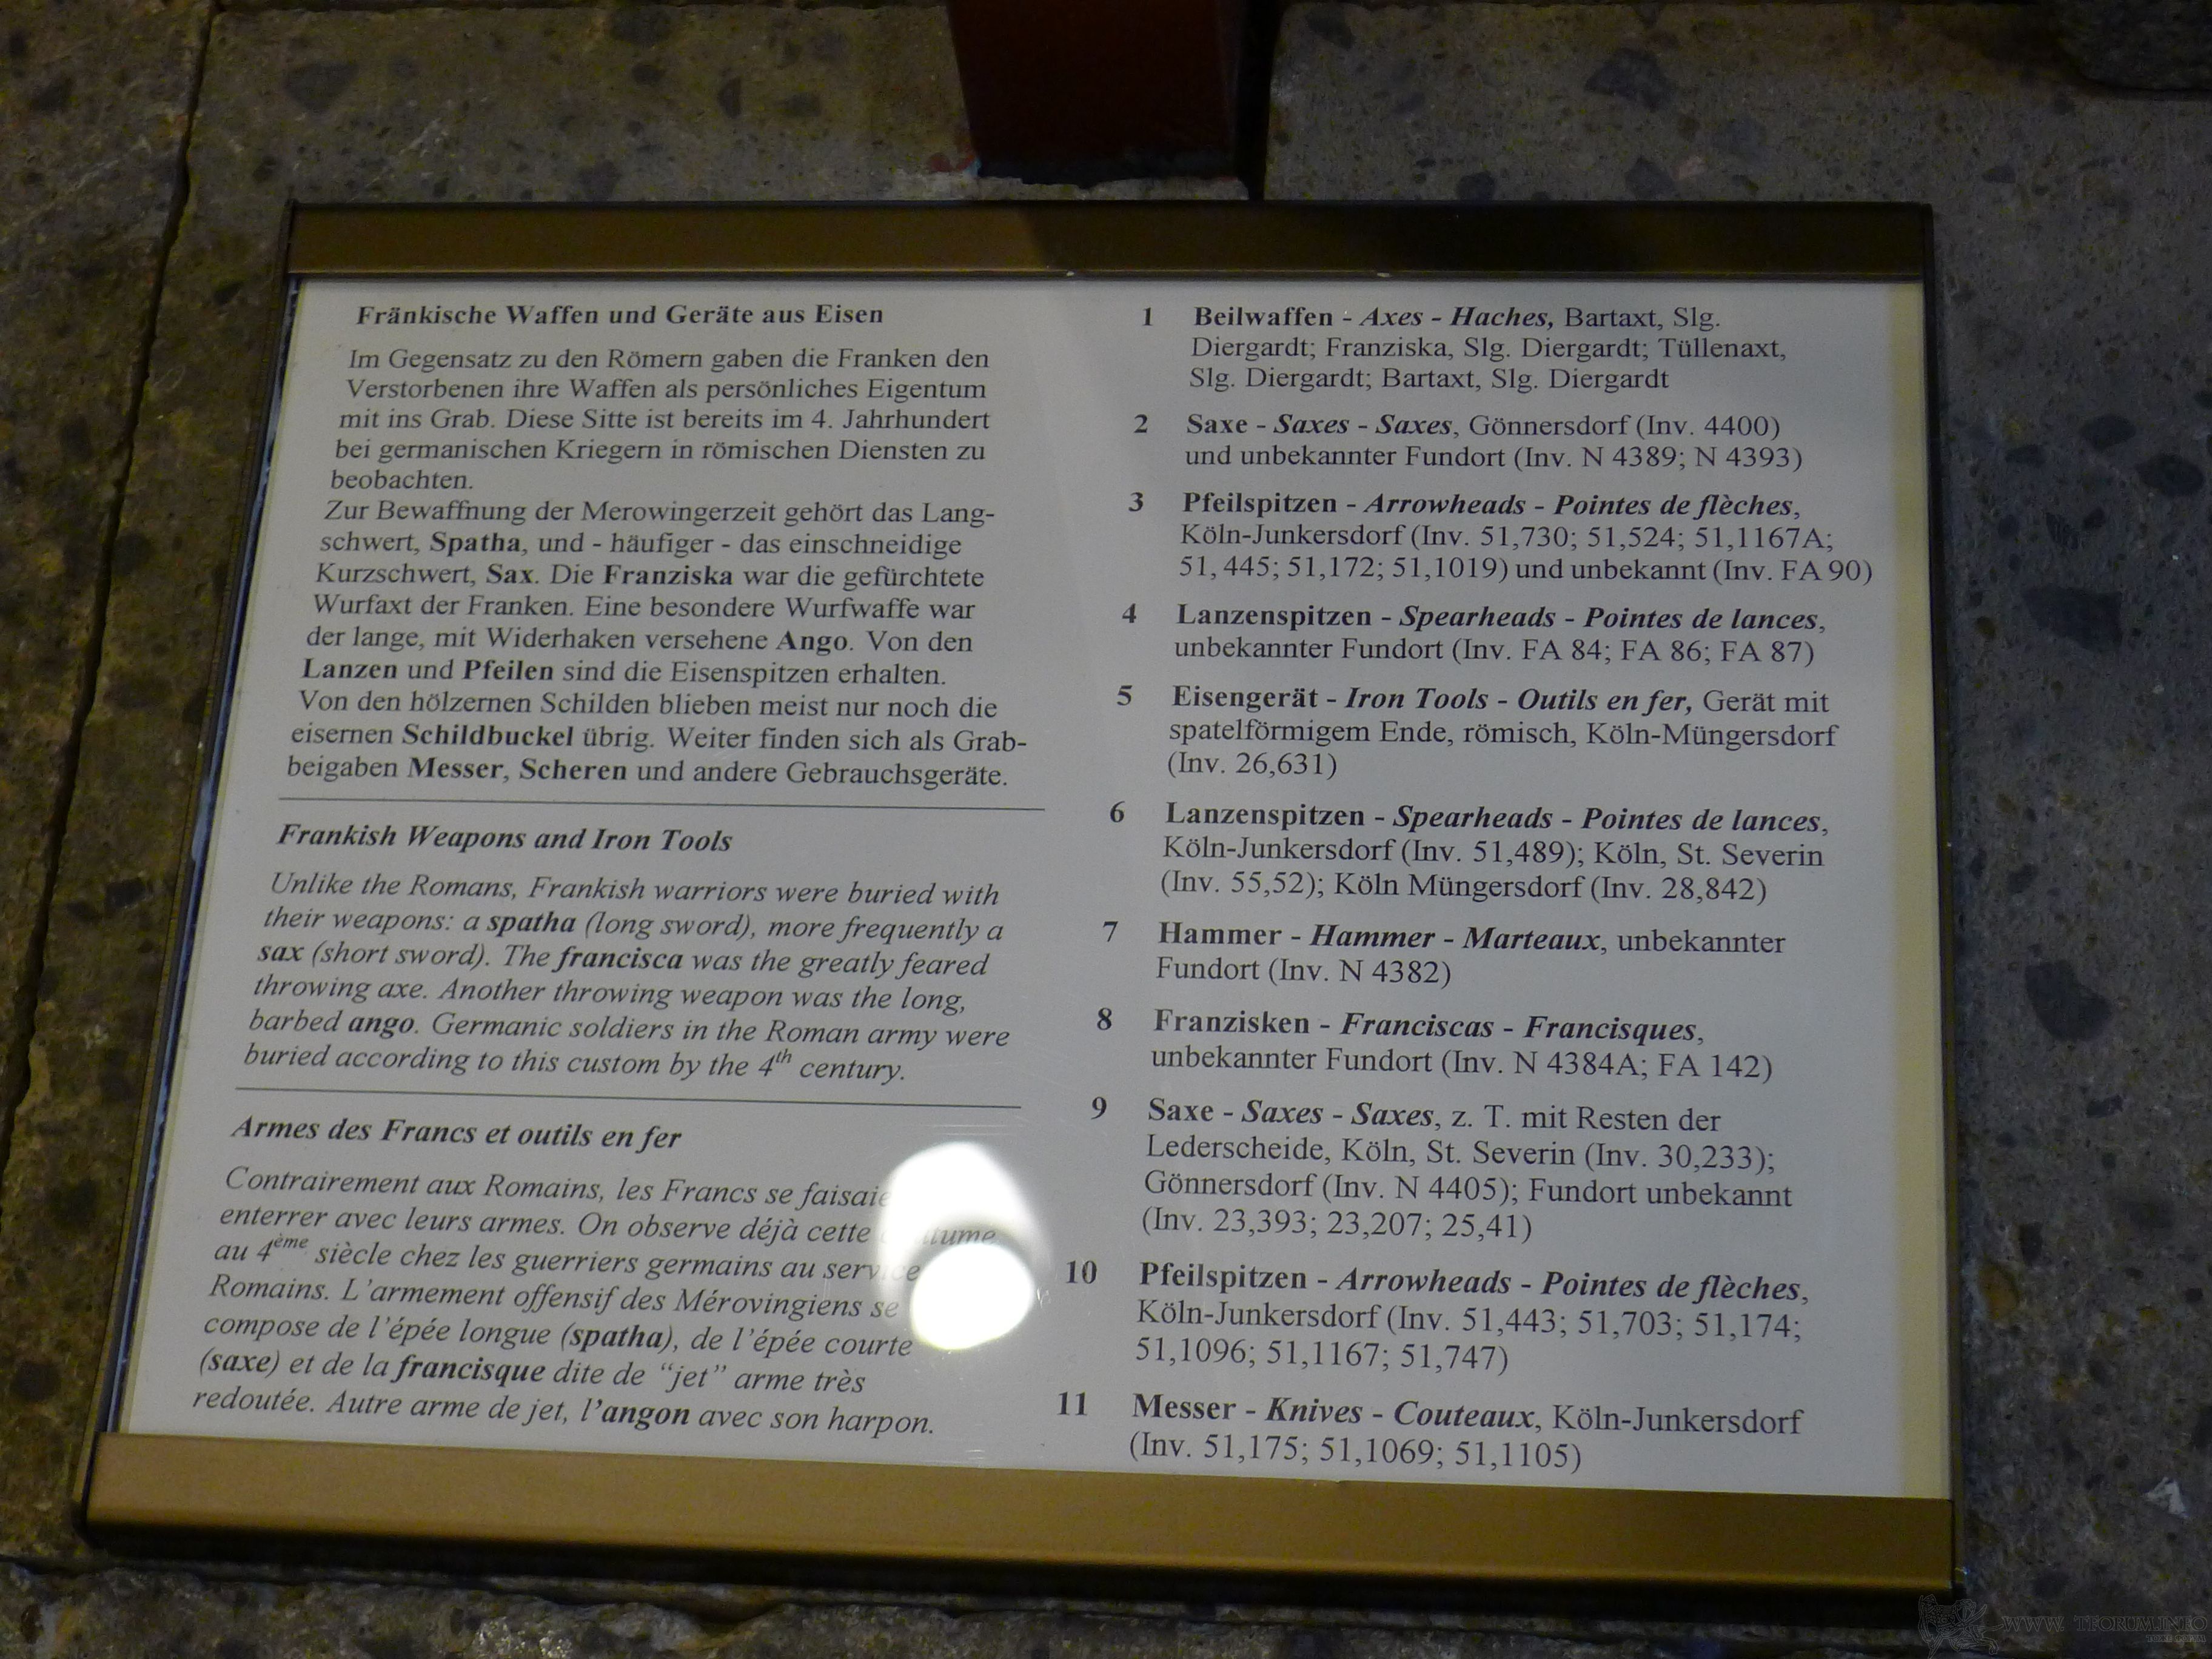 Fränkische Waffen und Geräte aus Eisen
Im Gegensatz zu den Römern gaben die Franken den
Verstorbenen ihre Waffen als persönliches Eigentum
mit ins Grab. Diese Sitte ist bereits im 4. Jahrhundert
bei germanischen Kriegern in römischen Diensten zu
beobachten.
Zur Bewaffnung der Merowingerzeit gehört das Lang-
schwert, Spatha, und - häufiger - das einschneidige
Kurzschwert, Sax. Die Franziska war die gefürchtete
Wurfaxt der Franken. Eine besondere Wurfwaffe war
der lange, mit Widerhaken versehene Ango. Von den
Lanzen und Pfeilen sind die Eisenspitzen erhalten.
Von den hölzernen Schilden blieben meist nur noch die
eisernen Schildbuckel übrig. Weiter finden sich als Grab-
beigaben Messer, Scheren und andere Gebrauchsgeräte.
Frankish Weapons and Iron Tools
Unlike the Romans, Frankish warriors were buried with
their weapons: a spatha (long sword), more frequently a
sax (short sword). The francisca was the greatly feared
throwing axe. Another throwing weapon was the long,
barbed ango. Germanic soldiers in the Roman army were
buried according to this custom by the 4th century.
Armes des Francs et outils en fer
Contrairement aux Romains, les Francs se
enterrer avec leurs armes. On observe déjà cette
au 4ème siècle chez les guerriers germains au service
Romains. L'armement offensif des Mérovingiens se
compose de l'épée longue (spatha), de l'épée courte
(saxe) et de la francisque dite de "jet" arme très
redoutée. Autre arme de jet, l'angon avec son harpon.
1 Beilwaffen - Axes - Haches, Bartaxt, Slg.
Diergardt; Franziska, Slg. Diergardt; Tüllenaxt,
Slg. Diergardt; Bartaxt, Slg. Diergardt
2 Saxe - Saxes - Saxes, Gönnersdorf (Inv. 4400)
und unbekannter Fundort (Inv. N 4389; N 4393)
3 Pfeilspitzen - Arrowheads - Pointes de flèches,
Köln-Junkersdorf (Inv. 51,730; 51,524; 51,1167A;
51, 445; 51,172; 51,1019) und unbekannt (Inv. FA 90)
4 Lanzenspitzen - Spearheads - Pointes de lances,
unbekannter Fundort (Inv. FA 84; FA 86; FA 87)
5 Eisengerät - Iron Tools - Outils en fer, Gerät mit
spatelförmigem Ende, römisch, Köln-Müngersdorf
(Inv. 26,631)
6 Lanzenspitzen - Spearheads - Pointes de lances,
Köln-Junkersdorf (Inv. 51,489); Köln, St. Severin
(Inv. 55,52); Köln Müngersdorf (Inv. 28,842)
7 Hammer - Hammer - Marteaux, unbekannter
Fundort (Inv. N 4382)
8 Franzisken - Franciscas - Francisques,
unbekannter Fundort (Inv. N 4384A; FA 142)
9 Saxe - Saxes - Saxes, z. T. mit Resten der
Lederscheide, Köln, St. Severin (Inv. 30,233);
Gönnersdorf (Inv. N 4405); Fundort unbekannt
(Inv. 23,393; 23,207; 25,41)
10 Pfeilspitzen - Arrowheads - Pointes de flèches,
Köln-Junkersdorf (Inv. 51,443; 51,703; 51,174;
51,1096; 51,1167; 51,747)
11 Messer - Knives - Couteaux, Köln-Junkersdorf
(Inv. 51,175; 51,1069; 51,1105)
WWW. TFORUM.INFO